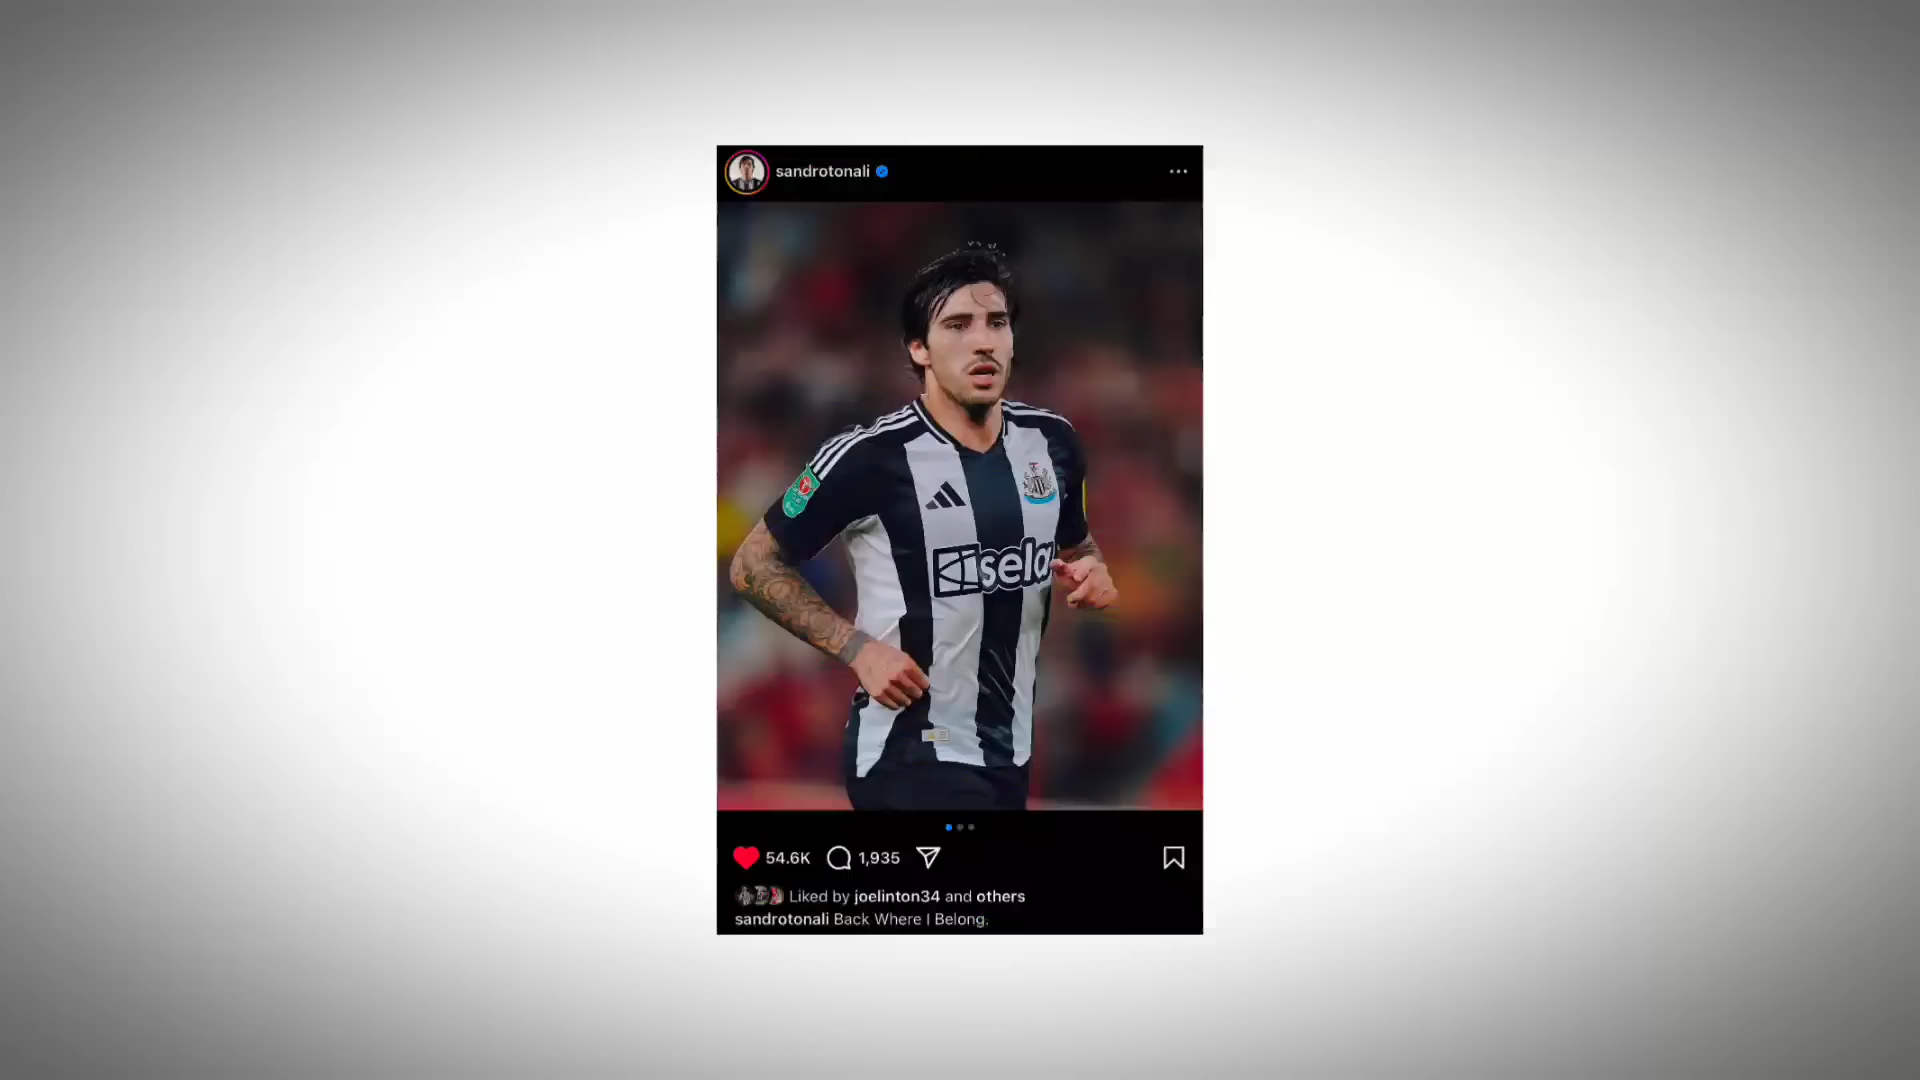 sandrotonali
sela
54.6K 1,935
Liked by joelinton34 and others
sandrotonali Back Where I Belong.